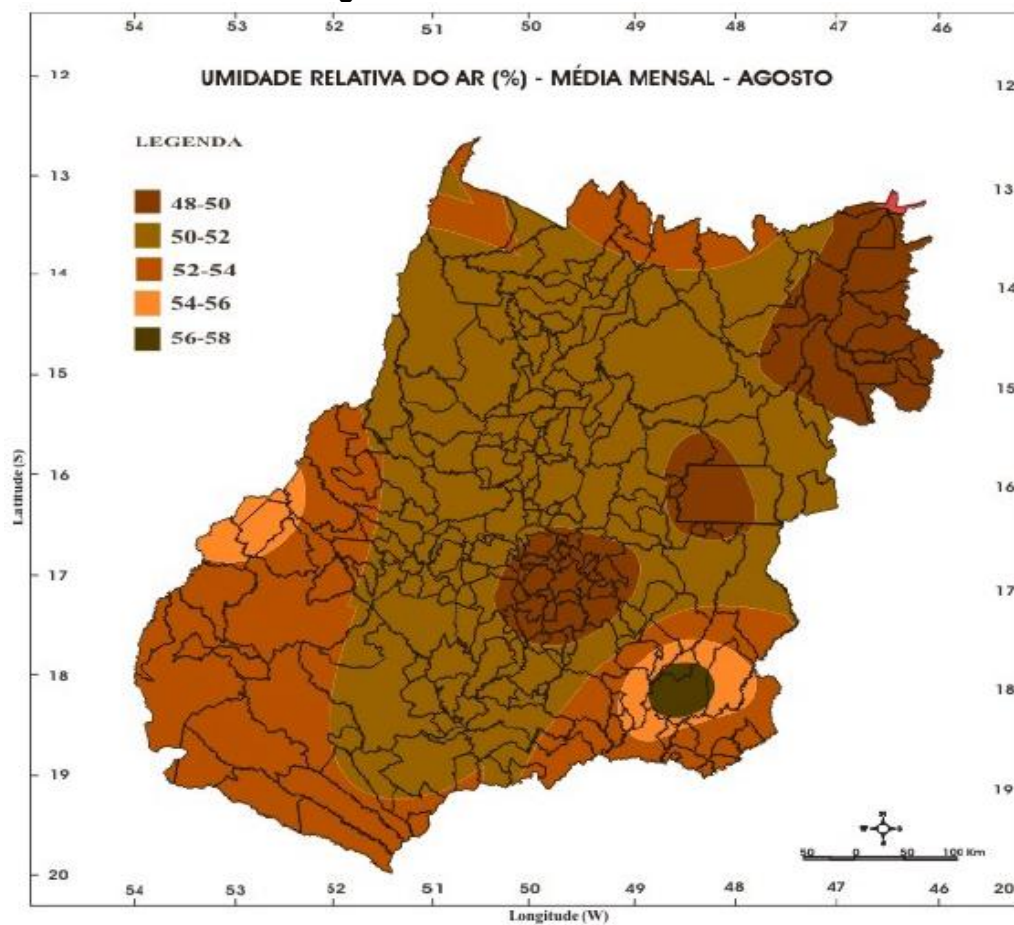 54 53 52 51 50 49 48 47 46
UMIDADE RELATIVA DO AR (%) - MÉDIA MENSAL - AGOSTO
LEGENDA
48-50
50-52
52-54
54-56
56-58
12
13
14
15
16
17
18
19
20
Latitude (S)
12
13
14
15
16
17
18
19
20
N
W
S
50 0 50 100 Km
54 53 52 51 50 49 48 47 46
Longitude (W)